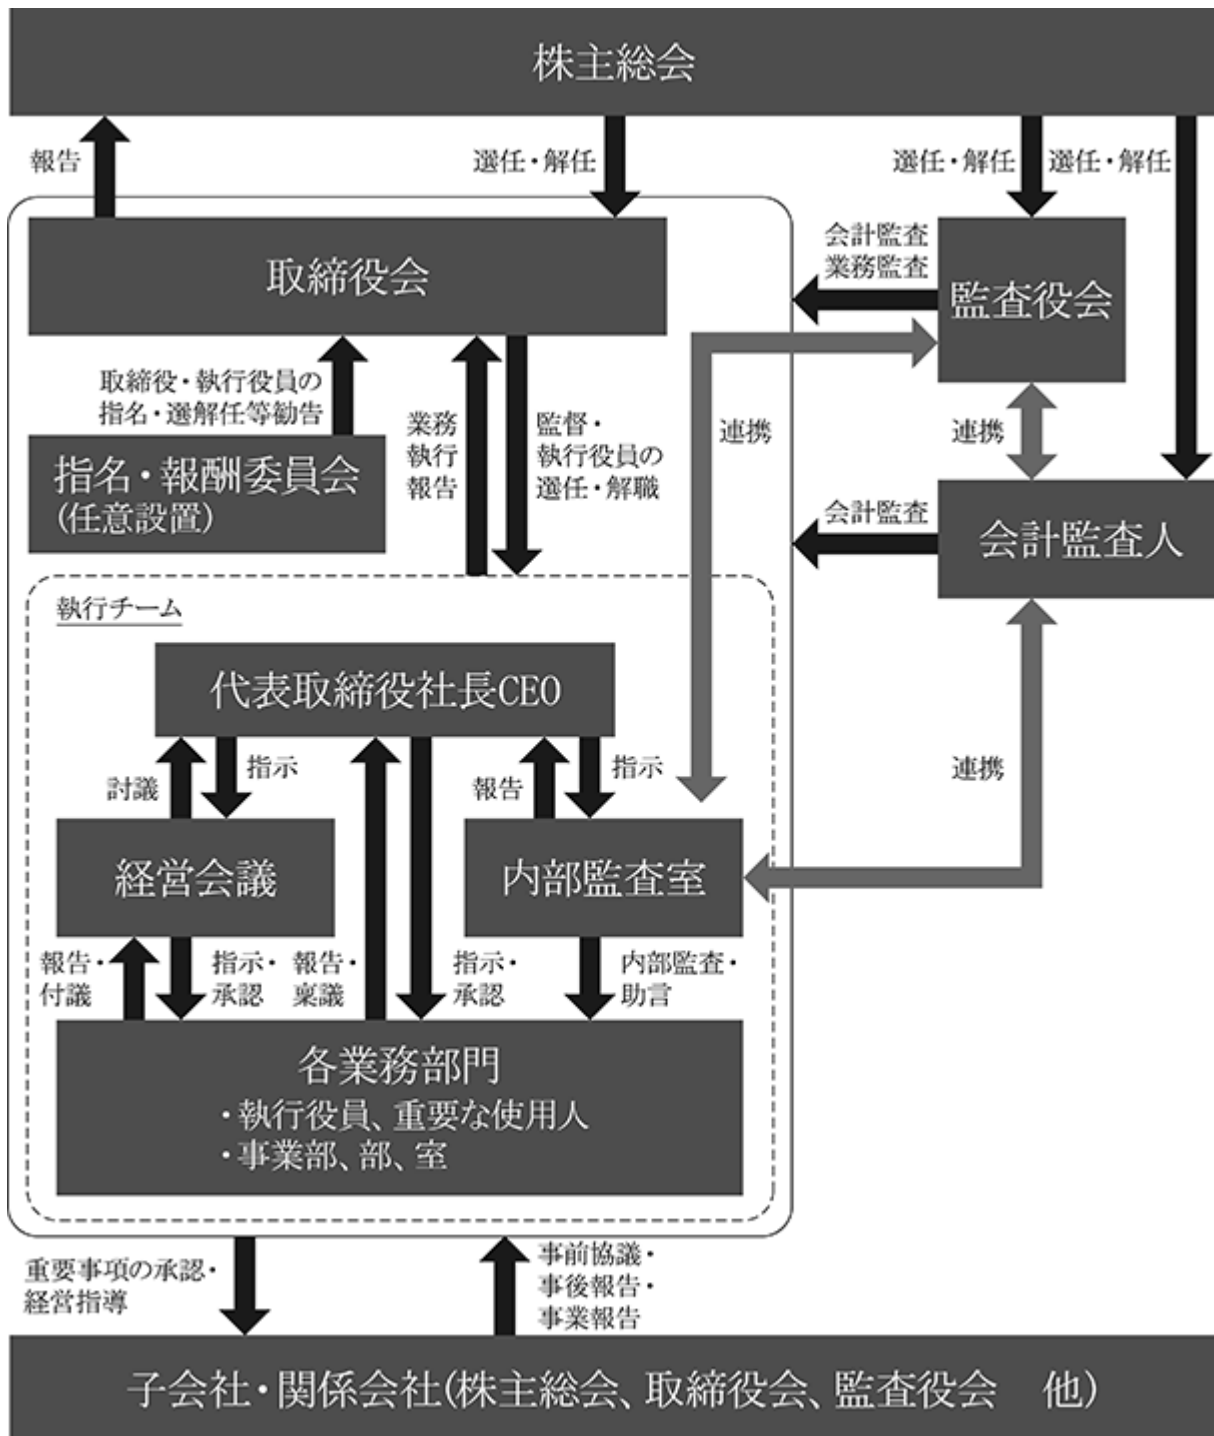 株主総会
報告
選任・解任
選任・解任
選任・解任
取締役会
会計監査
業務監査
監査役会
取締役・執行役員の
指名・選解任等勧告
業務
執行
報告
監督・
執行役員の
選任・解職
連携
連携
指名・報酬委員会
(任意設置)
会計監査
会計監査人
執行チーム
代表取締役社長CEO
討議
指示
報告
指示
連携
経営会議
内部監査室
報告・
付議
指示・
承認
報告・
稟議
指示・
承認
内部監査・
助言
各業務部門
・執行役員、重要な使用人
・事業部、部、室
重要事項の承認・
経営指導
事前協議・
事後報告・
事業報告
子会社・関係会社(株主総会、取締役会、監査役会　他)